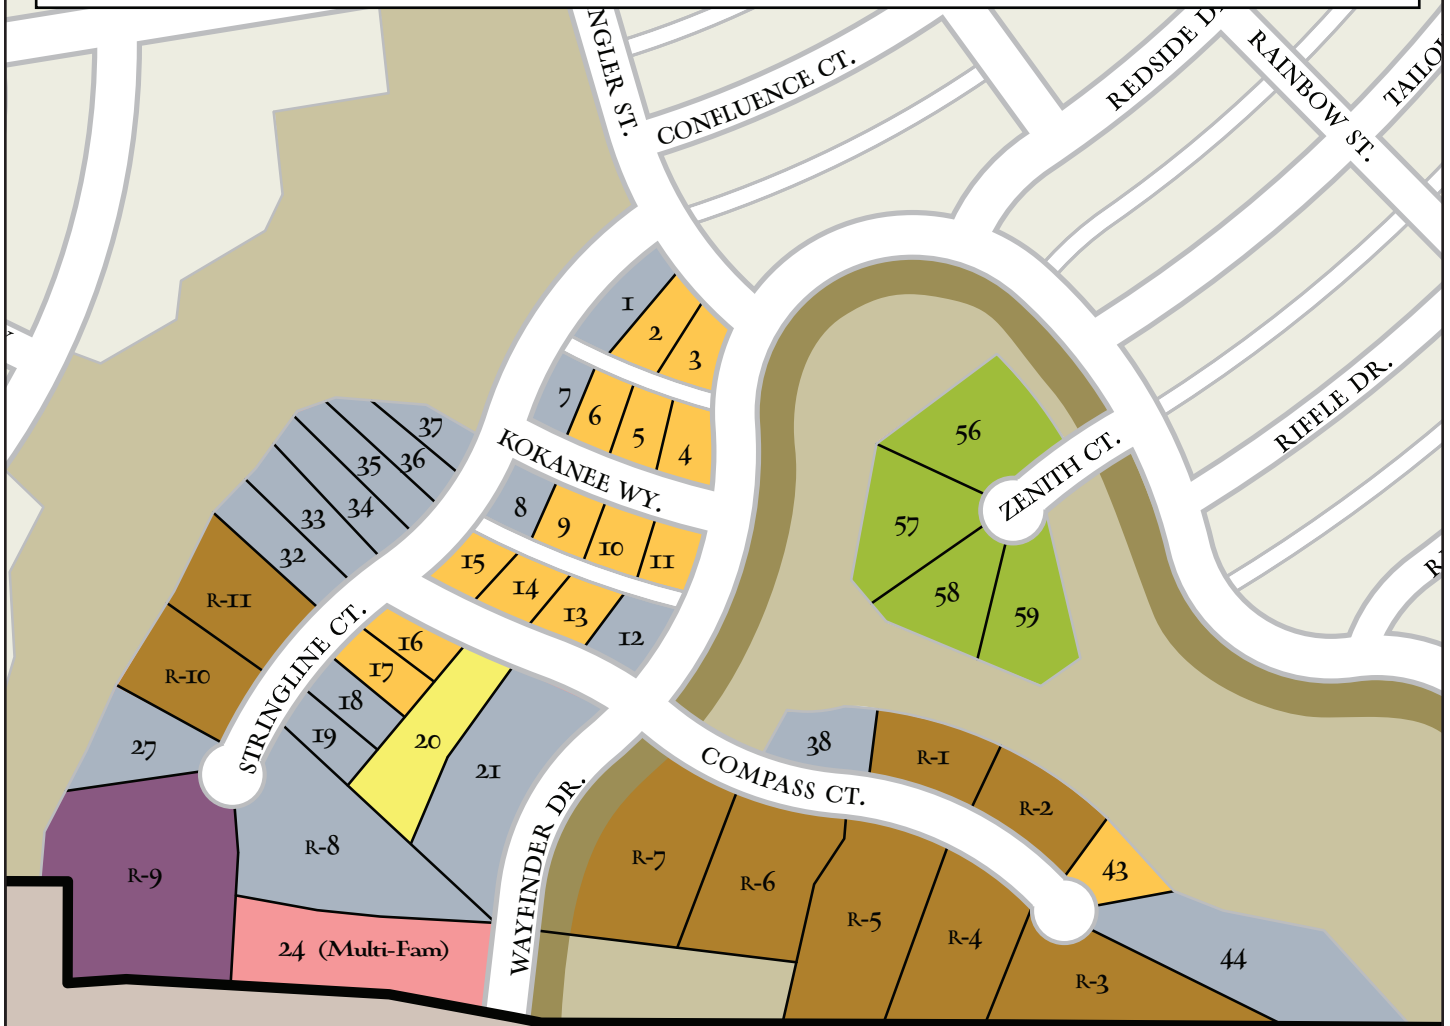 NGLER ST.
CONFLUENCE CT.
REDSIDE D
RAINBOW ST.
TAILO
1
2
3
7
6
5
4
KOKANEE WY.
8
9
10
11
15
14
13
12
RIFFLE DR.
56
ZENITH CT.
57
58
59
37
36
35
34
33
32
R-11
R-10
27
STRINGLINE CT.
16
17
18
19
20
21
R-8
R-9
24 (Multi-Fam)
WAYFINDER DR.
COMPASS CT.
38
R-1
R-2
43
44
R-7
R-6
R-5
R-4
R-3